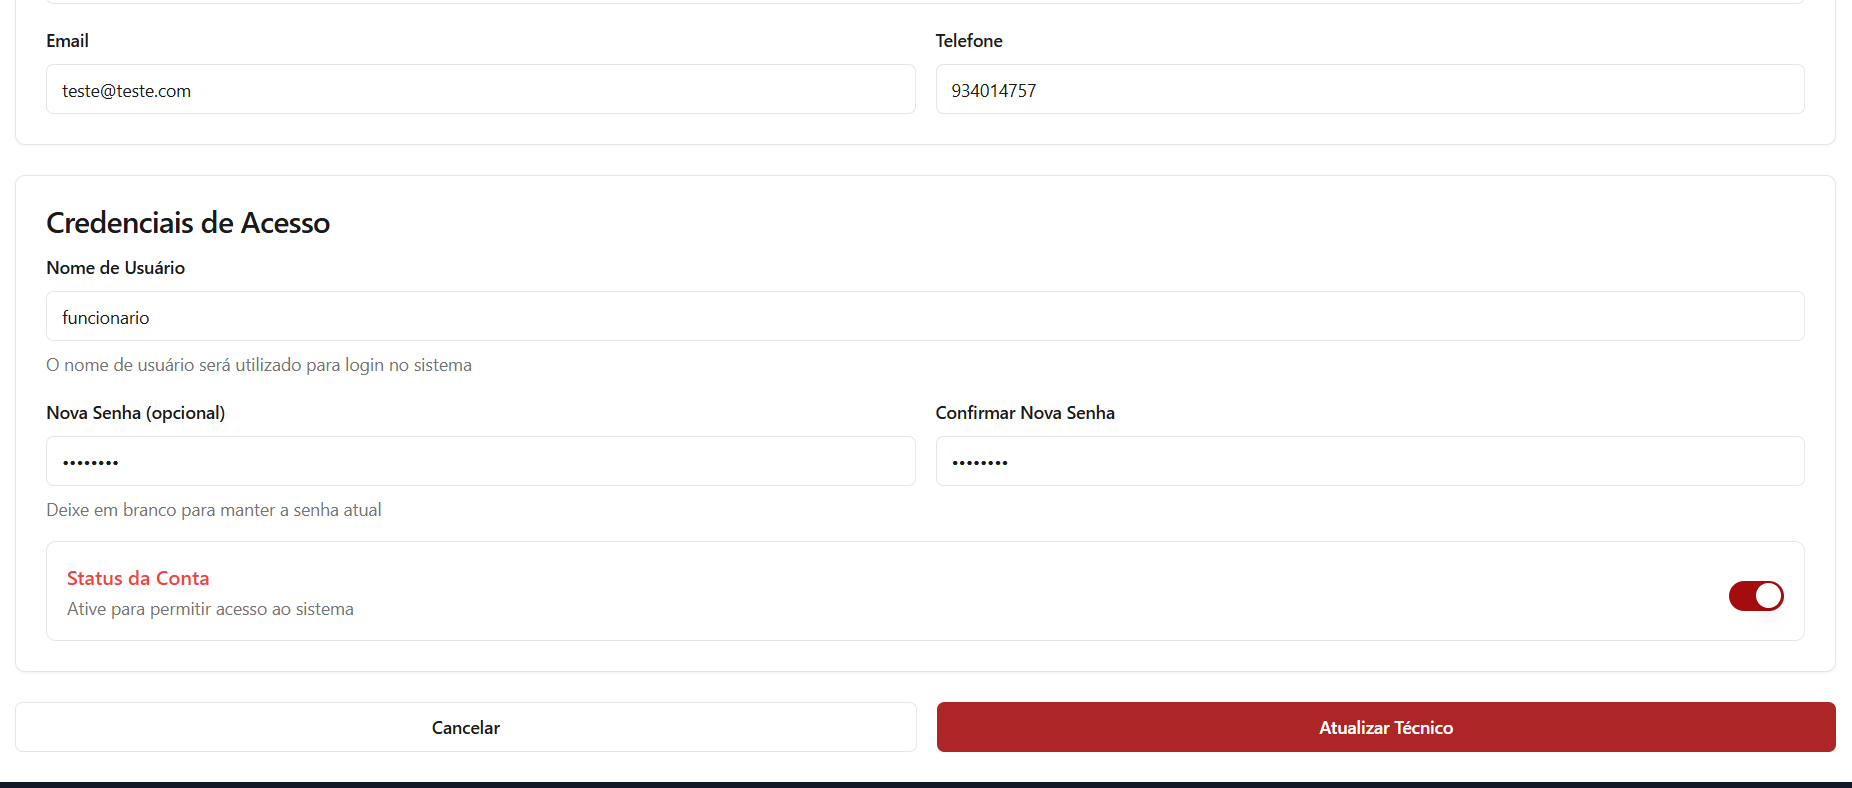 Email
Telefone
teste@teste.com
934014757
Credenciais de Acesso
Nome de Usuário
funcionario
O nome de usuário será utilizado para login no sistema
Nova Senha (opcional)
Confirmar Nova Senha
••••••••
••••••••
Deixe em branco para manter a senha atual
Status da Conta
Ative para permitir acesso ao sistema
Cancelar
Atualizar Técnico